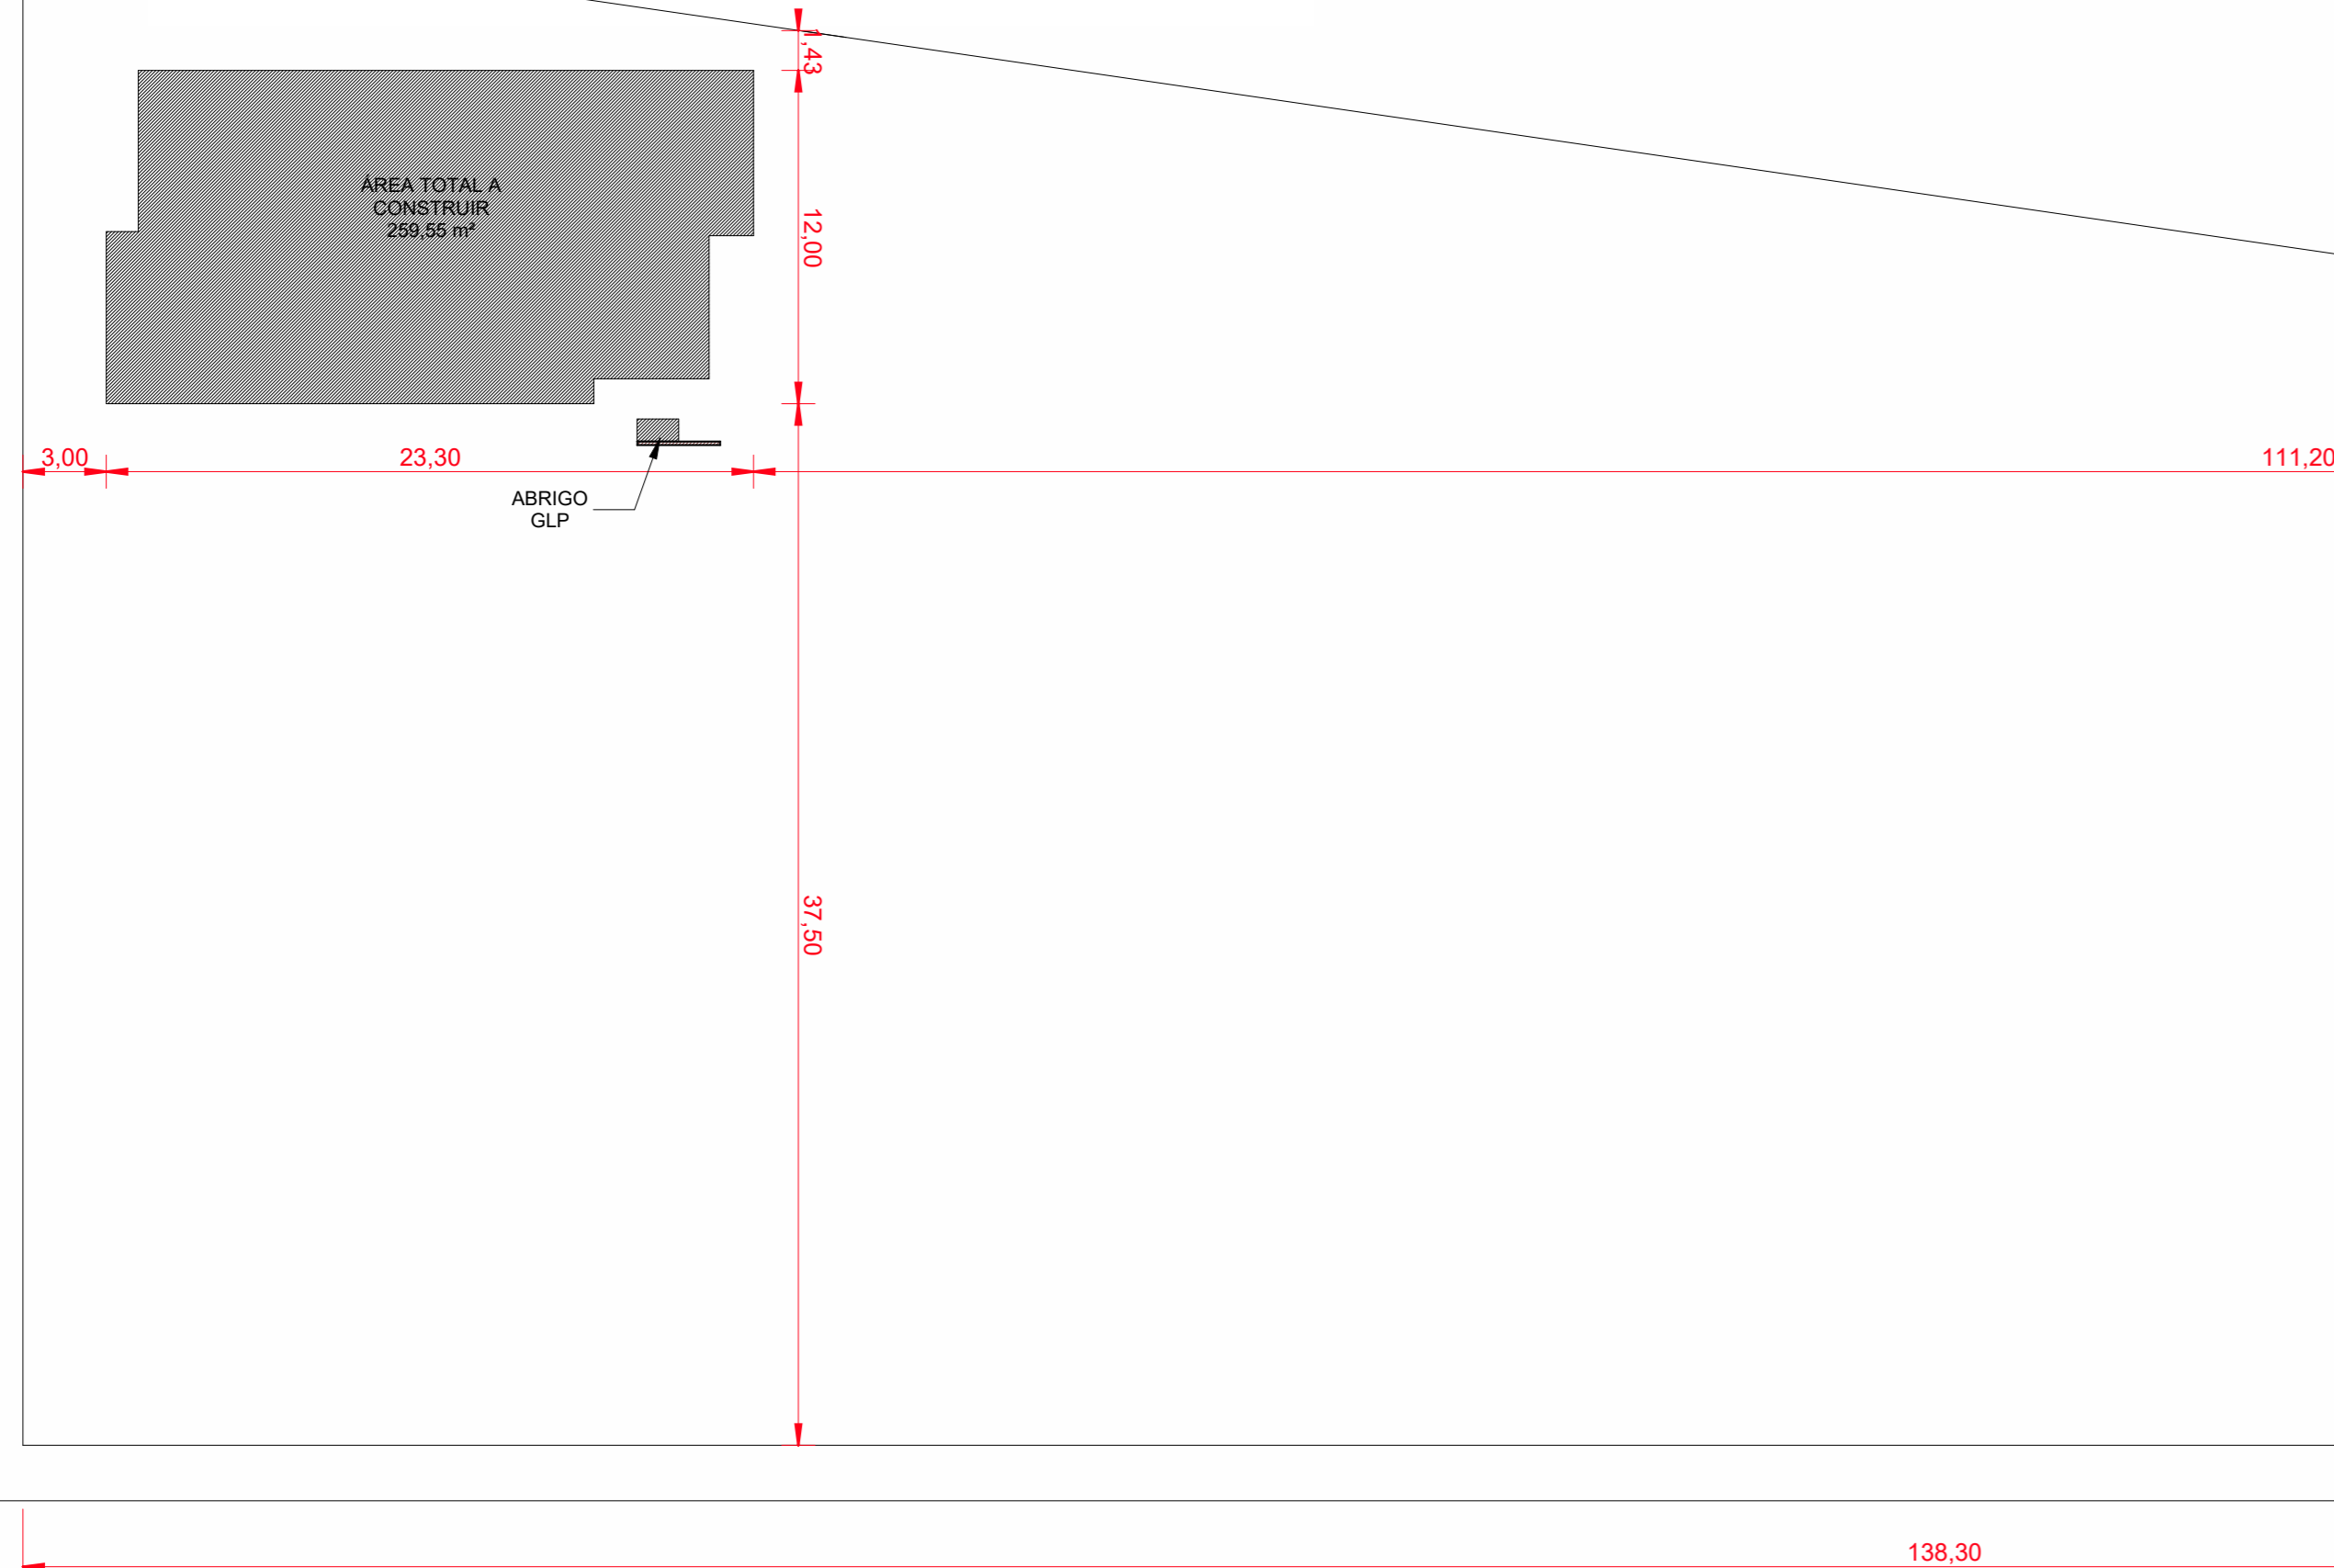 1,43
ÁREA TOTAL A
CONSTRUIR
259,55 m²
12,00
3,00
23,30
111,20
ABRIGO
GLP
37,50
138,30